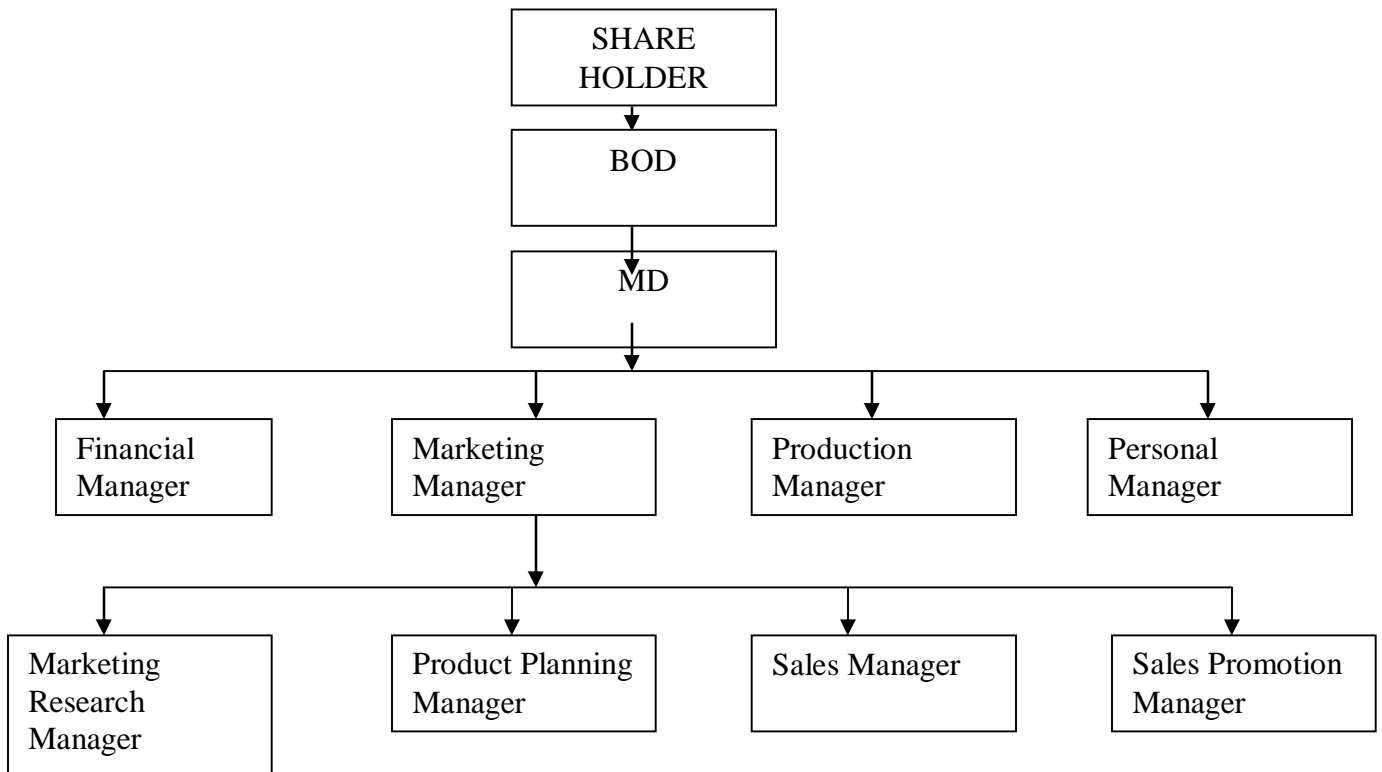 SHARE
HOLDER
BOD
MD
Financial
Manager
Marketing
Manager
Production
Manager
Personal
Manager
Marketing
Research
Manager
Product Planning
Manager
Sales Manager
Sales Promotion
Manager